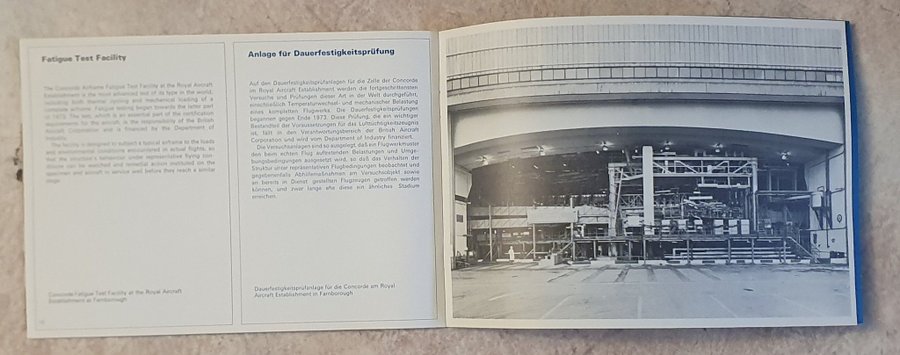 Fatigue Test Facility
The Concorde Airframe Fatigue Test Facility at the Royal Aircraft
Establishment is the most advanced test of its type in the world,
including both thermal cycling and mechanical loading of a
complete airframe. Fatigue testing began towards the latter part
of 1973. The test, which is an essential part of the certification
requirements for the aircraft, is the responsibility of the British
Aircraft Corporation and is financed by the Department of
Industry.
The facility is designed to subject a typical airframe to the loads
and environmental conditions encountered in actual flights, so
that the structure's behaviour under representative flying con-
ditions can be watched and remedial action instituted on the
specimen and aircraft in service well before they reach a similar
stage.
Concorde Fatigue Test Facility at the Royal Aircraft
Establishment at Farnborough
Anlage für Dauerfestigkeitsprüfung
Auf den Dauerfestigkeitsprüfanlagen für die Zelle der Concorde
im Royal Aircraft Establishment werden die fortgeschrittensten
Versuche und Prüfungen dieser Art in der Welt durchgeführt,
einschließlich Temperaturwechsel- und mechanischer Belastung
eines kompletten Flugwerks. Die Dauerfestigkeitsprüfungen
begannen gegen Ende 1973. Diese Prüfung, die ein wichtiger
Bestandteil der Voraussetzungen für das Lufttüchtigkeitszeugnis
ist, fällt in den Verantwortungsbereich der British Aircraft
Corporation und wird vom Department of Industry finanziert.
Die Versuchsanlagen sind so ausgelegt, daß ein Flugwerkmuster
den beim echten Flug auftretenden Belastungen und Umge-
bungsbedingungen ausgesetzt wird, so daß das Verhalten der
Struktur unter repräsentativen Flugbedingungen beobachtet und
gegebenenfalls Abhilfemaßnahmen am Versuchsobjekt sowie
an bereits in Dienst gestellten Flugzeugen getroffen werden
können, und zwar lange ehe diese ein ähnliches Stadium
erreichen.
Dauerfestigkeitsprüfanlage für die Concorde am Royal
Aircraft Establishment in Farnborough